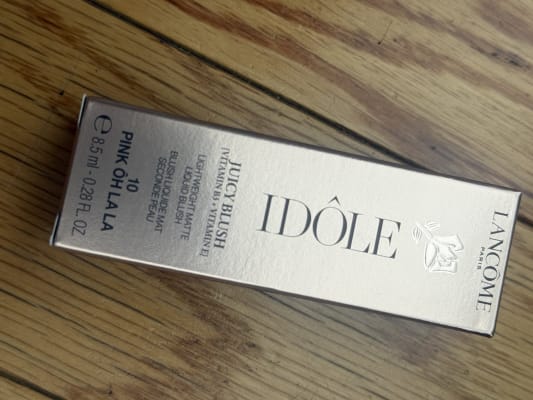 LANCÔME
PARIS
IDÔLE
JUICY BLUSH
[VITAMIN B5 + VITAMIN E]
LIGHTWEIGHT MATTE
LIQUID BLUSH
BLUSH LIQUIDE MAT
SECONDE PEAU
10
PINK ÔH LA LA
℮ 8.5 ml - 0.28 FL.OZ